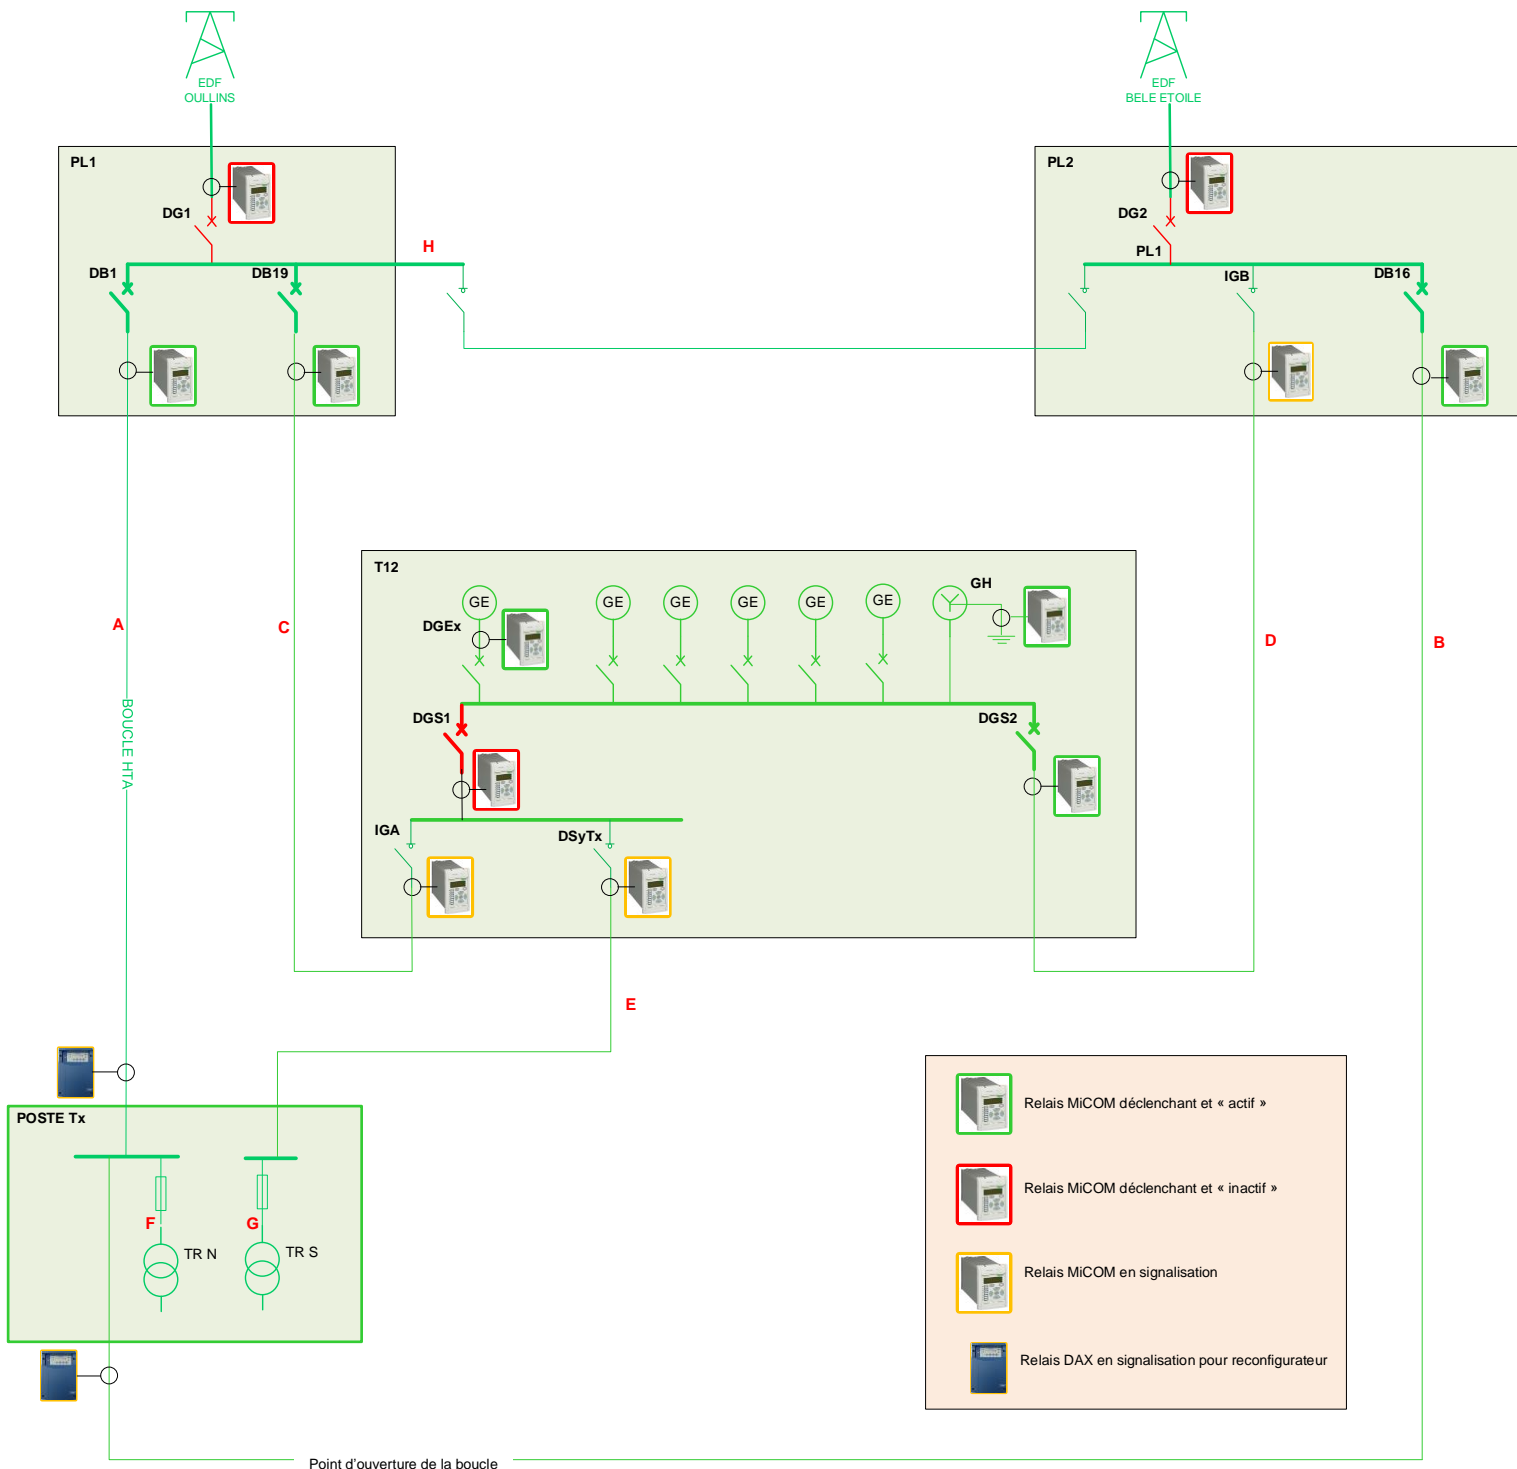 EDF
OULLINS
EDF
BELE ETOILE
PL1
PL2
DG1
DG2
H
PL1
DB1
DB19
IGB
DB16
T12
GH
GE
GE
GE
GE
GE
GE
DGEx
A
C
D
B
BOUCLE HTA
DGS1
DGS2
IGA
DSyTx
E
POSTE Tx
F
G
TR N
TR S
Relais MiCOM déclenchant et « actif »
Relais MiCOM déclenchant et « inactif »
Relais MiCOM en signalisation
Relais DAX en signalisation pour reconfigurateur
Point d'ouverture de la boucle